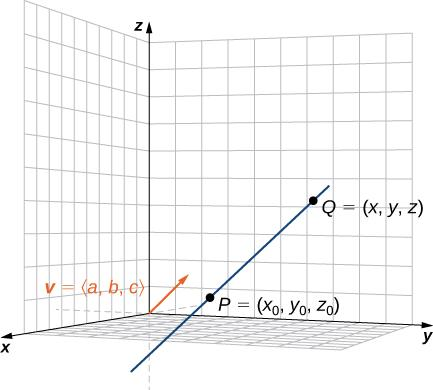 z
Q = (x, y, z)
v = ⟨a, b, c⟩
P = (x₀, y₀, z₀)
x
y